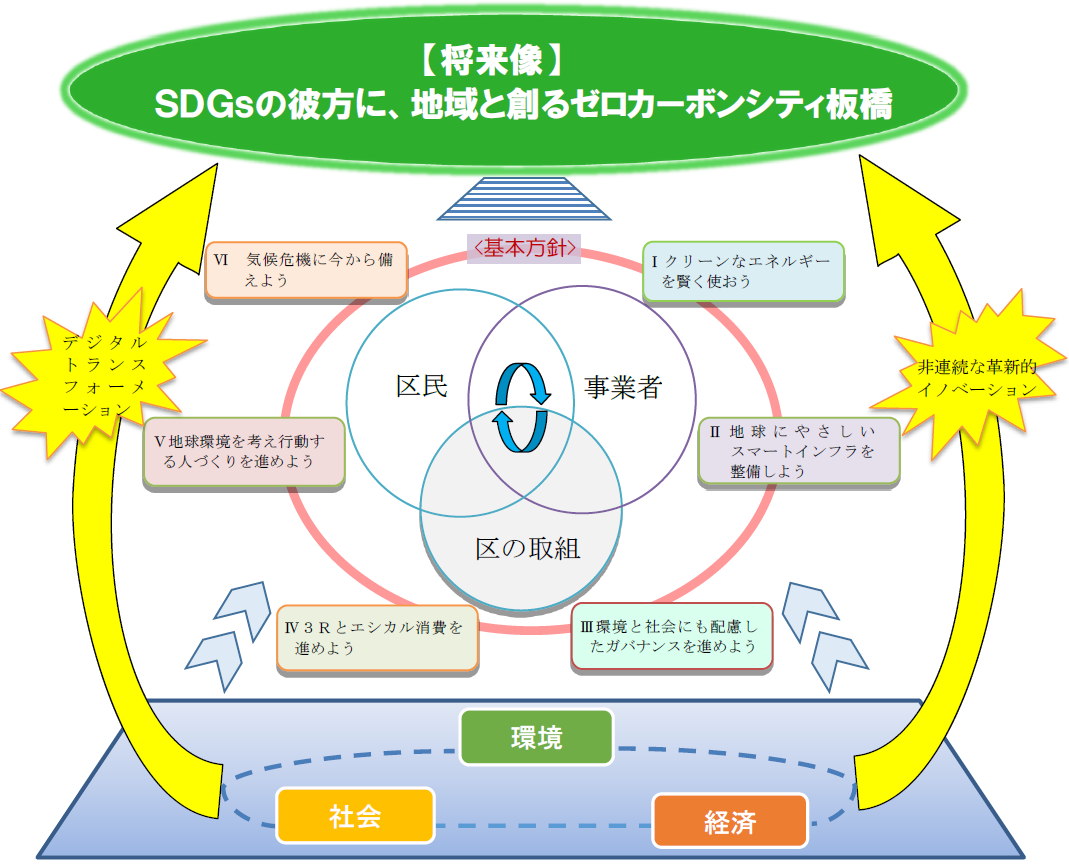 【将来像】
SDGsの彼方に、地域と創るゼロカーボンシティ板橋
<基本方針>
Ⅵ　気候危機に今から備
えよう
Ⅰクリーンなエネルギー
を賢く使おう
デジタル
トランス
フォーメ
ーション
非連続な革新的
イノベーション
区民
事業者
Ⅴ地球環境を考え行動す
る人づくりを進めよう
Ⅱ地球にやさしい
スマートインフラを
整備しよう
区の取組
Ⅳ３Ｒとエシカル消費を
進めよう
Ⅲ環境と社会にも配慮し
たガバナンスを進めよう
環境
社会
経済